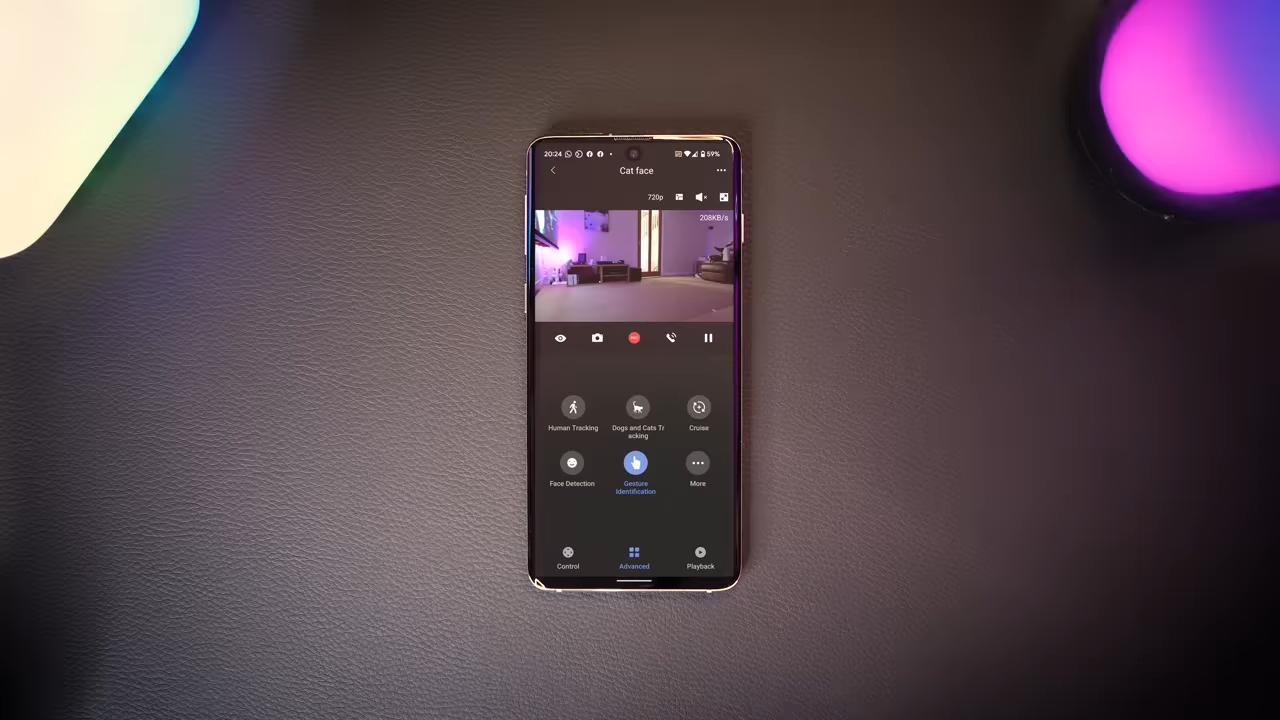 20:24
59%
Cat face
720p
208KB/s
Human Tracking
Dogs and Cats Tr
acking
Cruise
Face Detection
Gesture
Identification
More
Control
Advanced
Playback